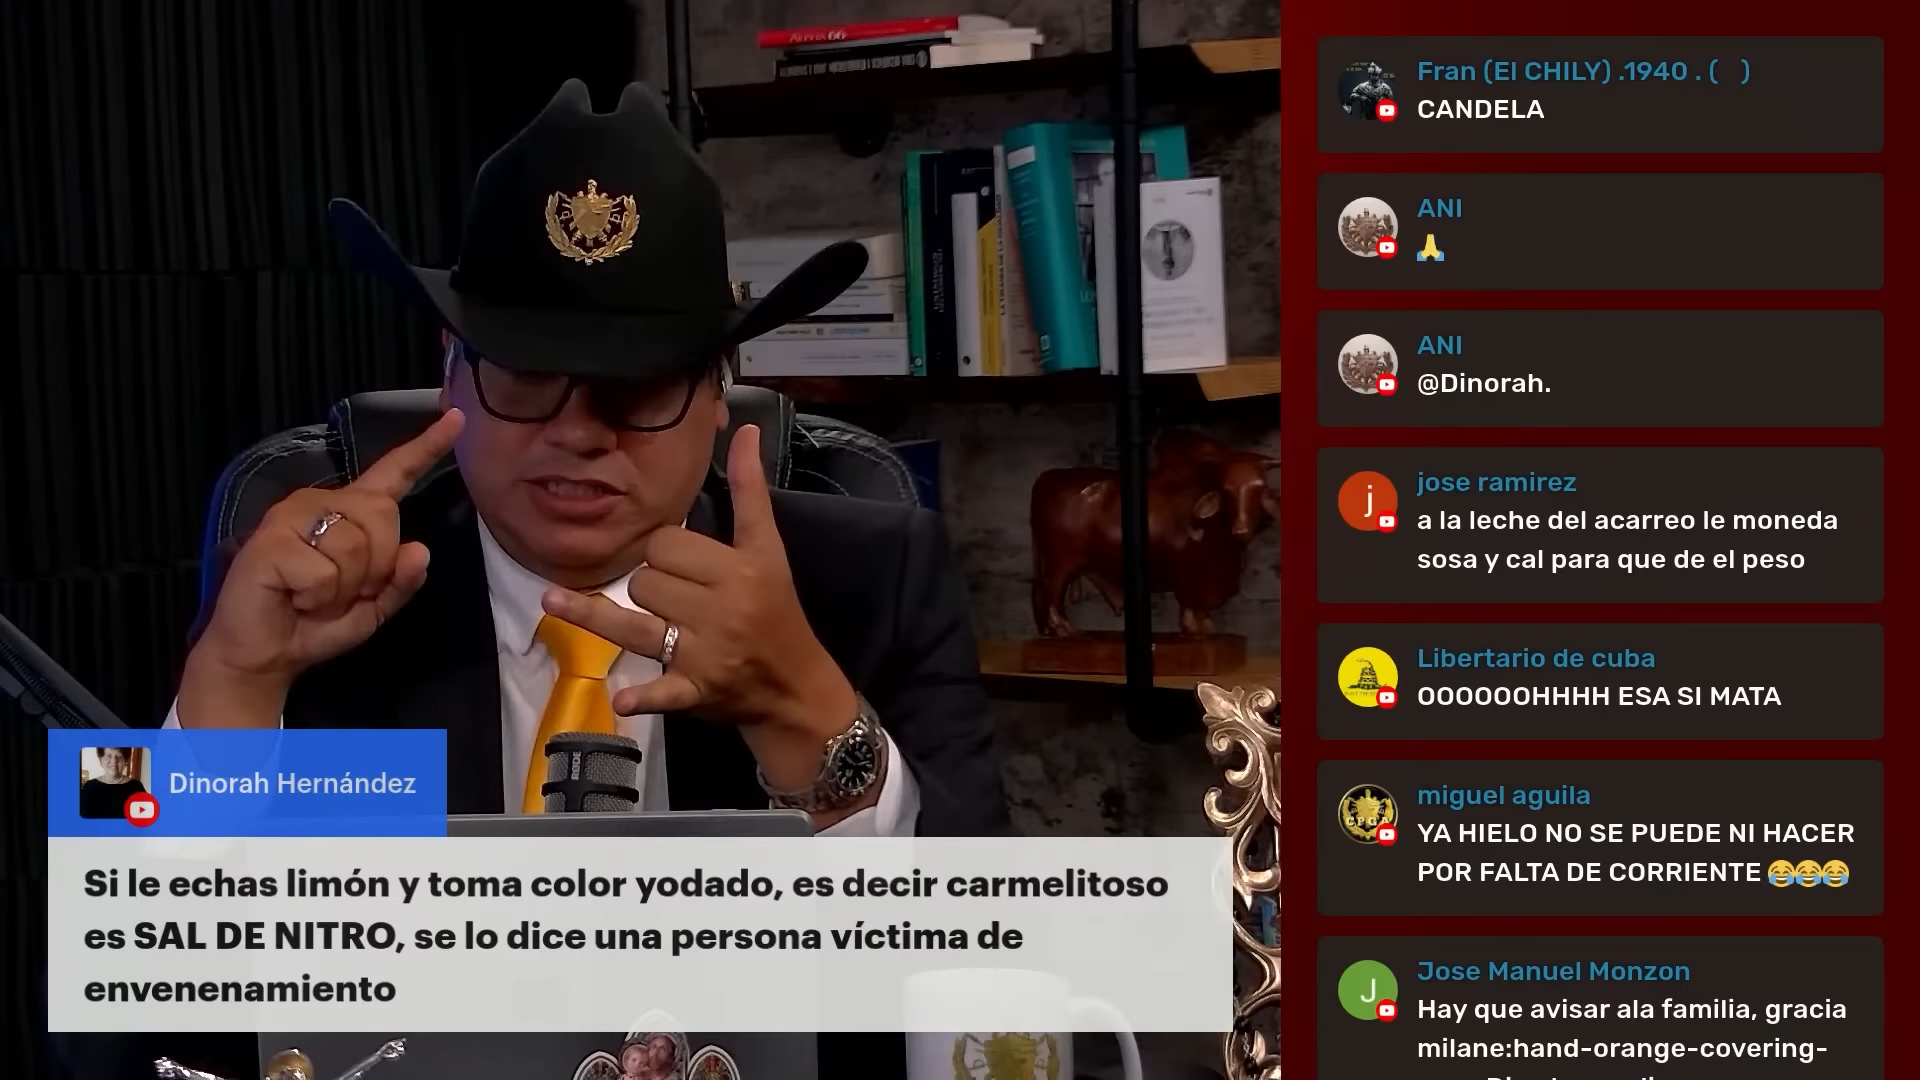 ALPHA 66
RODE
Dinorah Hernández
Si le echas limón y toma color yodado, es decir carmelitoso
es SAL DE NITRO, se lo dice una persona víctima de
envenenamiento
Fran (El CHILY) .1940 . ( )
CANDELA
ANI
🙏
ANI
@Dinorah.
jose ramirez
a la leche del acarreo le moneda
sosa y cal para que de el peso
Libertario de cuba
OOOOOOHHHH ESA SI MATA
miguel aguila
YA HIELO NO SE PUEDE NI HACER
POR FALTA DE CORRIENTE 😂😂😂
Jose Manuel Monzon
Hay que avisar ala familia, gracia
milane:hand-orange-covering-